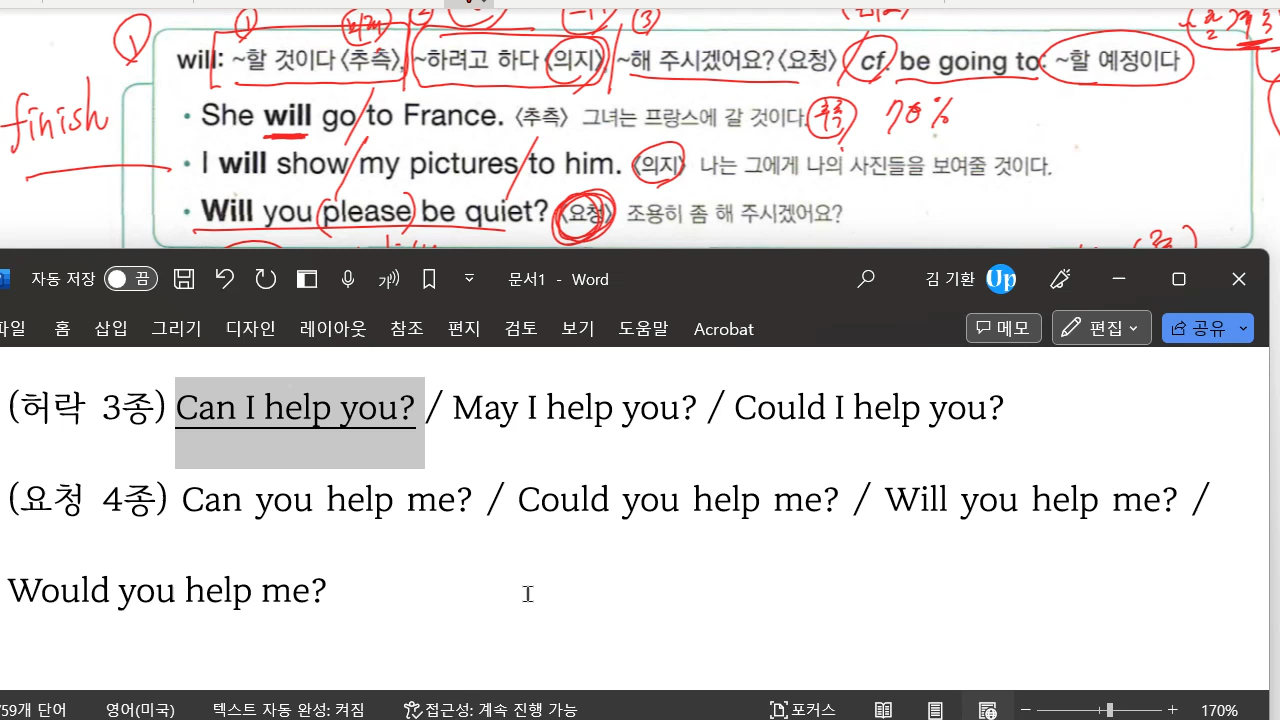 will: ~할 것이다〈추측〉, ~하려고 하다〈의지〉, ~해 주시겠어요?〈요청〉 cf. be going to: ~할 예정이다
finish
• She will go to France. 〈추측〉 그녀는 프랑스에 갈 것이다. 70%
• I will show my pictures to him. 〈의지〉 나는 그에게 나의 사진들을 보여줄 것이다.
• Will you please be quiet? 〈요청〉 조용히 좀 해 주시겠어요?
자동 저장 끔 문서1 - Word 김 기환 Up
파일 홈 삽입 그리기 디자인 레이아웃 참조 편지 검토 보기 도움말 Acrobat 메모 편집 공유
(허락 3종) Can I help you? / May I help you? / Could I help you?
(요청 4종) Can you help me? / Could you help me? / Will you help me? /
Would you help me?
759개 단어 영어(미국) 텍스트 자동 완성: 켜짐 접근성: 계속 진행 가능 포커스 170%